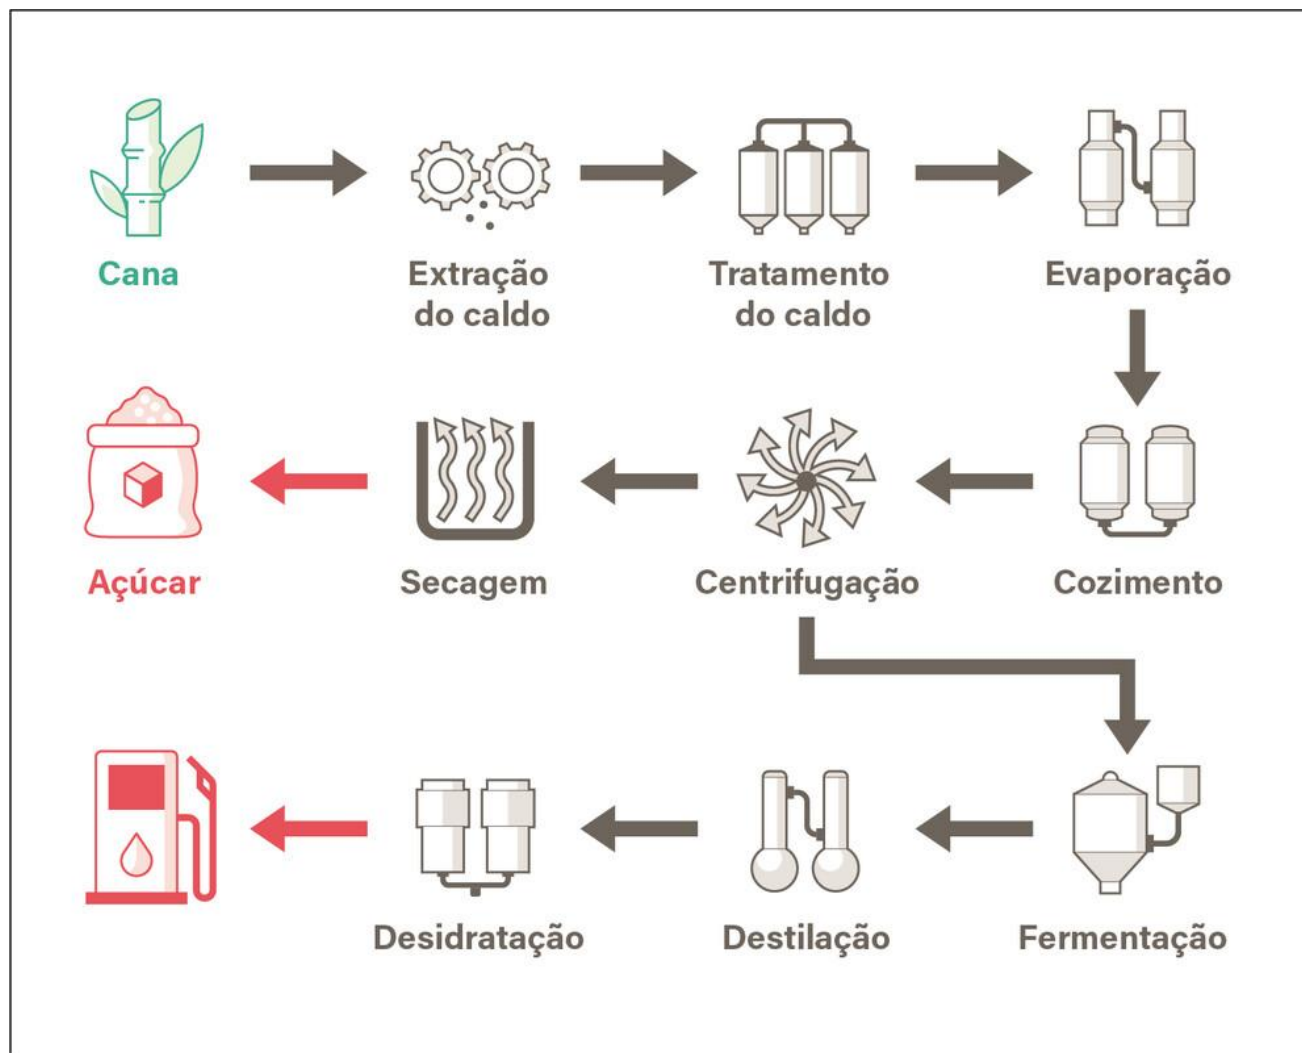 Cana
Extração
do caldo
Tratamento
do caldo
Evaporação
Açúcar
Secagem
Centrifugação
Cozimento
Desidratação
Destilação
Fermentação